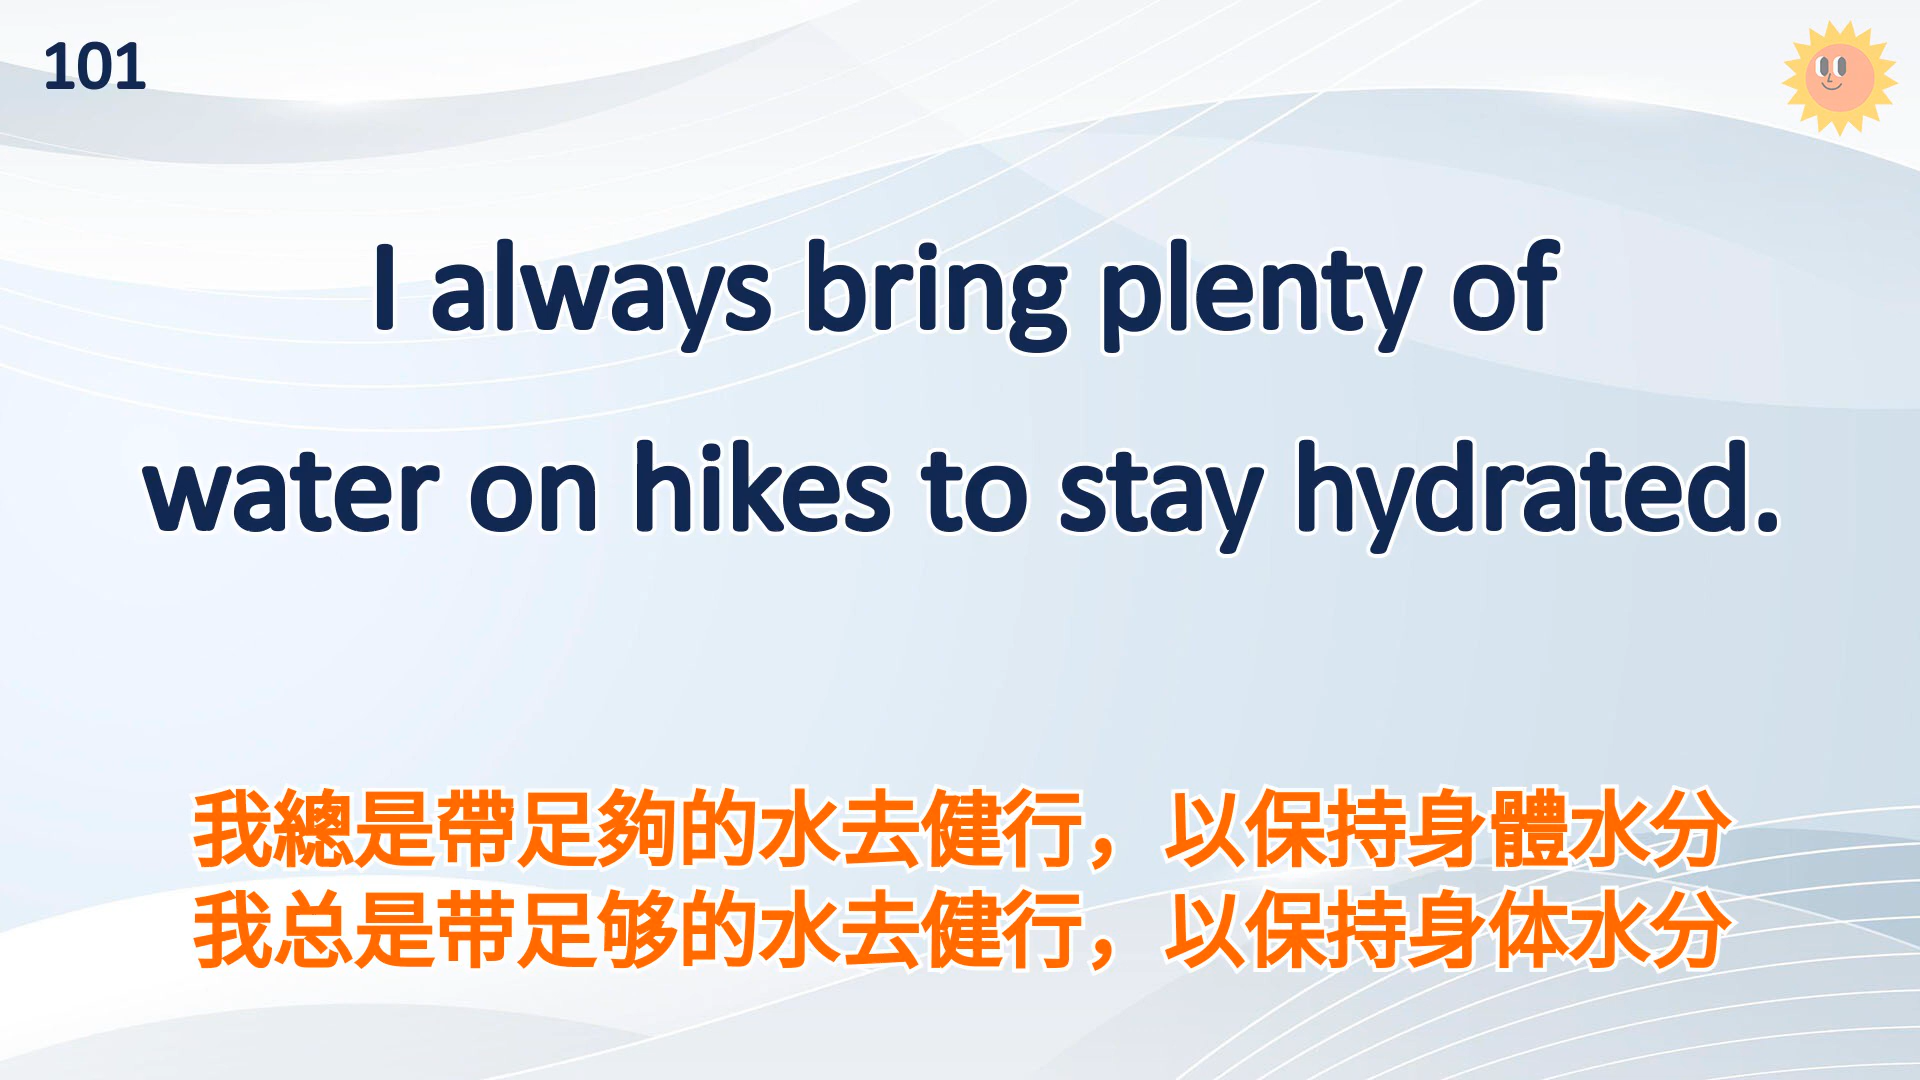 101
I always bring plenty of
water on hikes to stay hydrated.
我總是帶足夠的水去健行，以保持身體水分
我总是带足够的水去健行，以保持身体水分